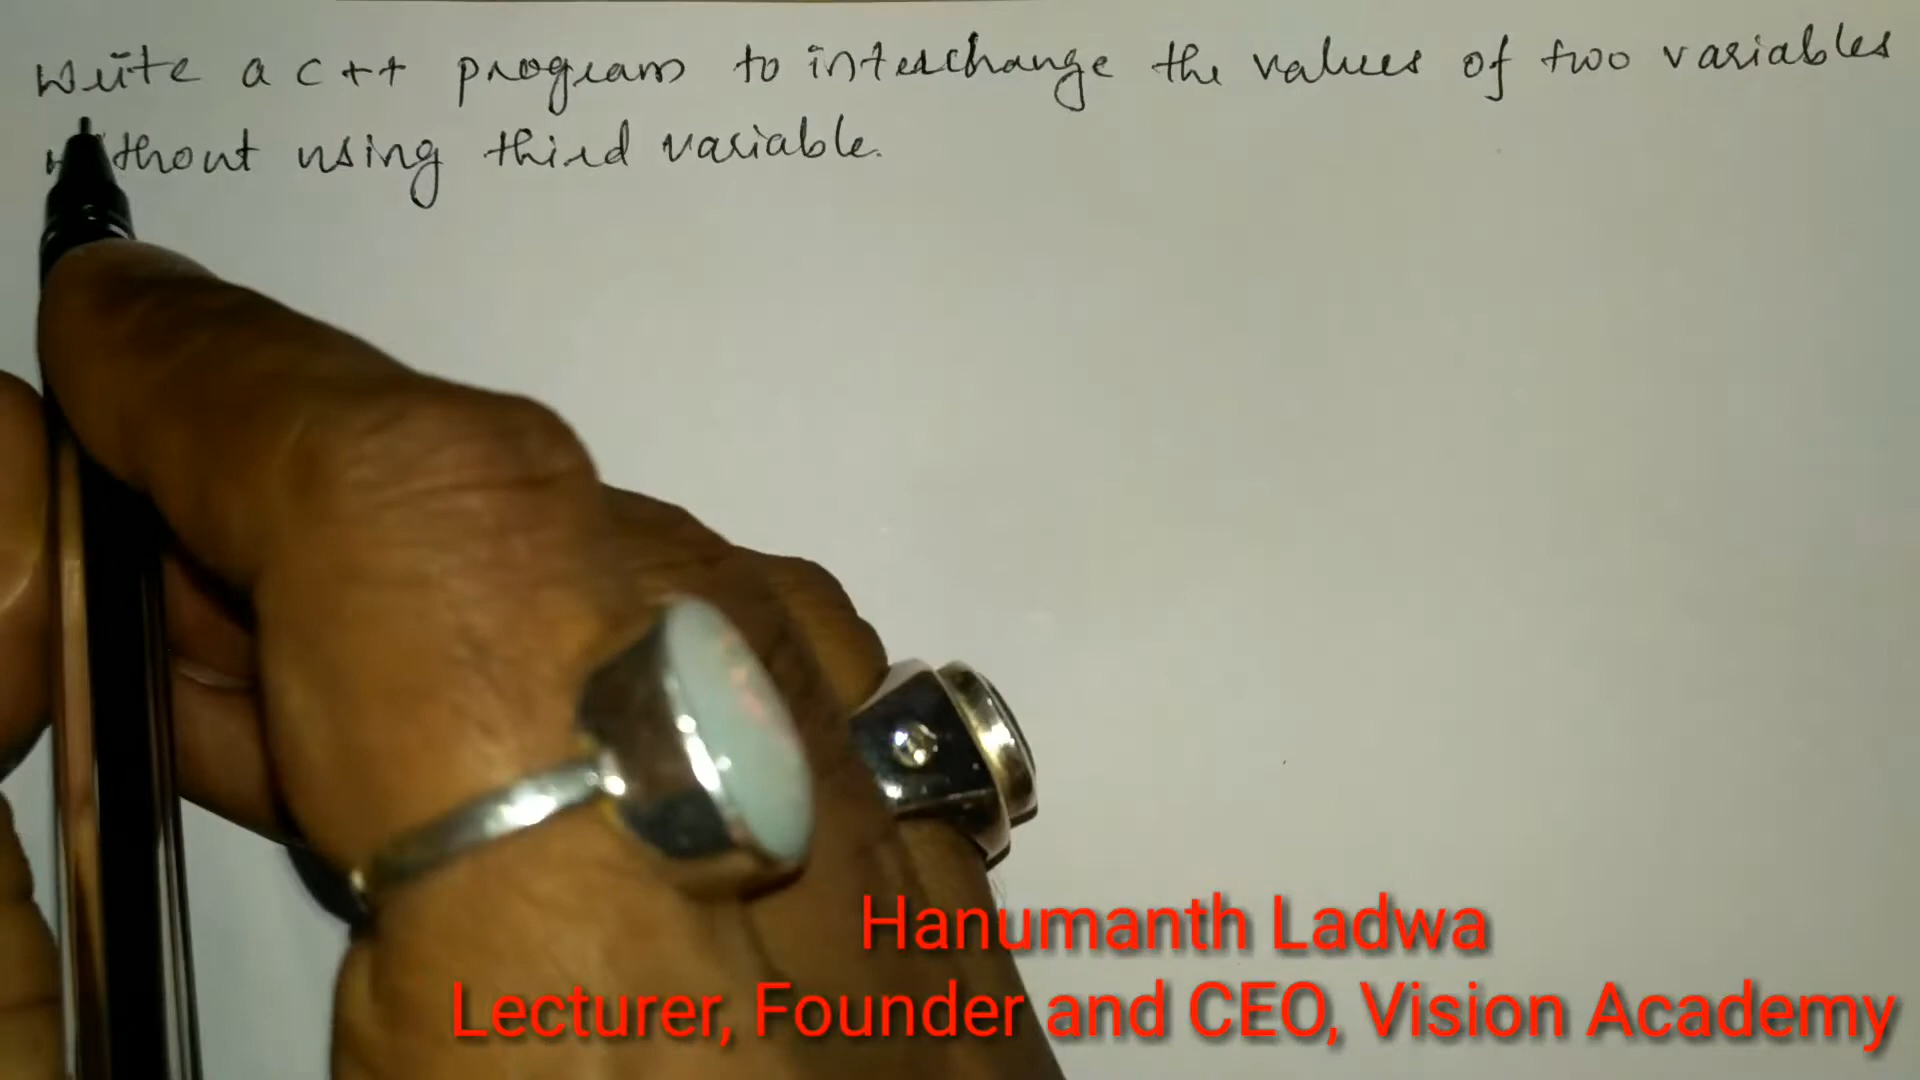 Write a c++ program to interchange the values of two variables
without using third variable.
Hanumanth Ladwa
Lecturer, Founder and CEO, Vision Academy